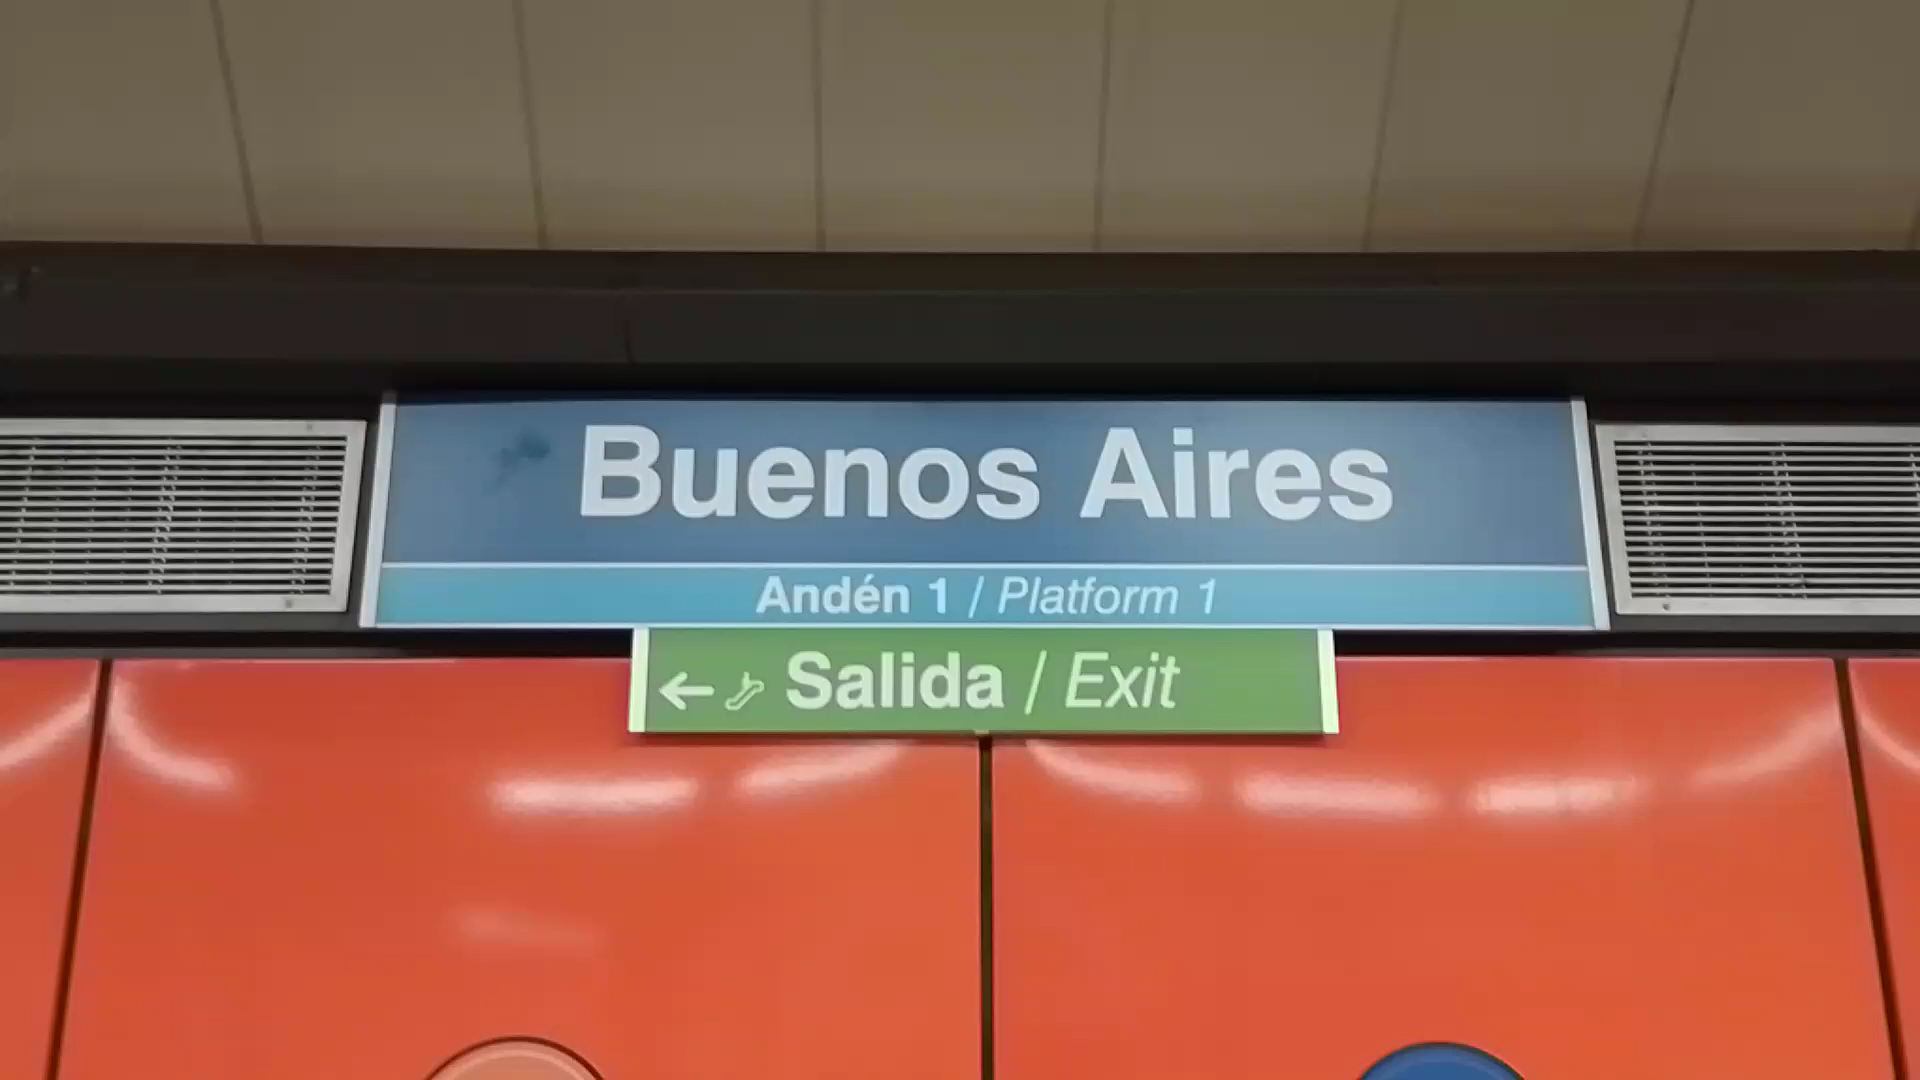 Buenos Aires
Andén 1 / Platform 1
Salida / Exit